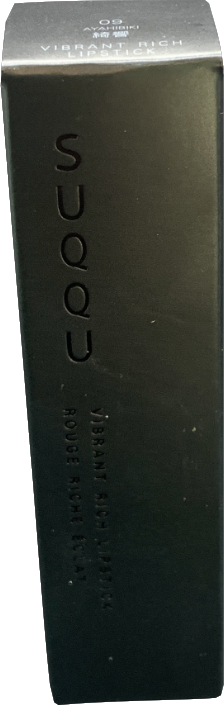 09
AYAHIBIKI
綺響
VIBRANT RICH
LIPSTICK
SUQQU
VIBRANT RICH LIPSTICK
ROUGE RICHE ÉCLAT